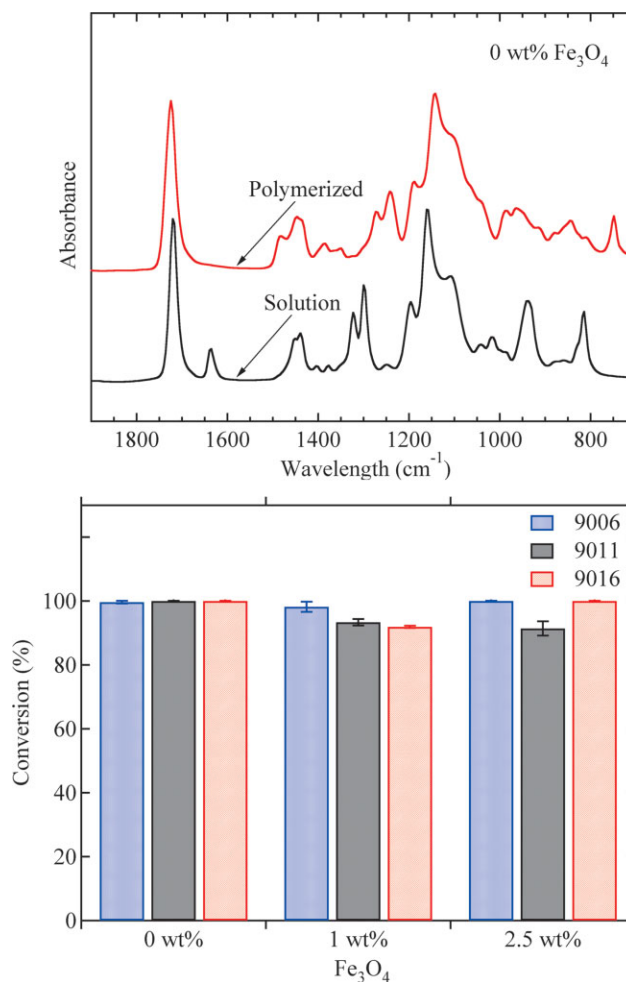 0 wt% Fe₃O₄
Absorbance
Polymerized
Solution
1800 1600 1400 1200 1000 800
Wavelength (cm⁻¹)
9006
9011
9016
Conversion (%)
100
80
60
40
20
0
0 wt% 1 wt% 2.5 wt%
Fe₃O₄